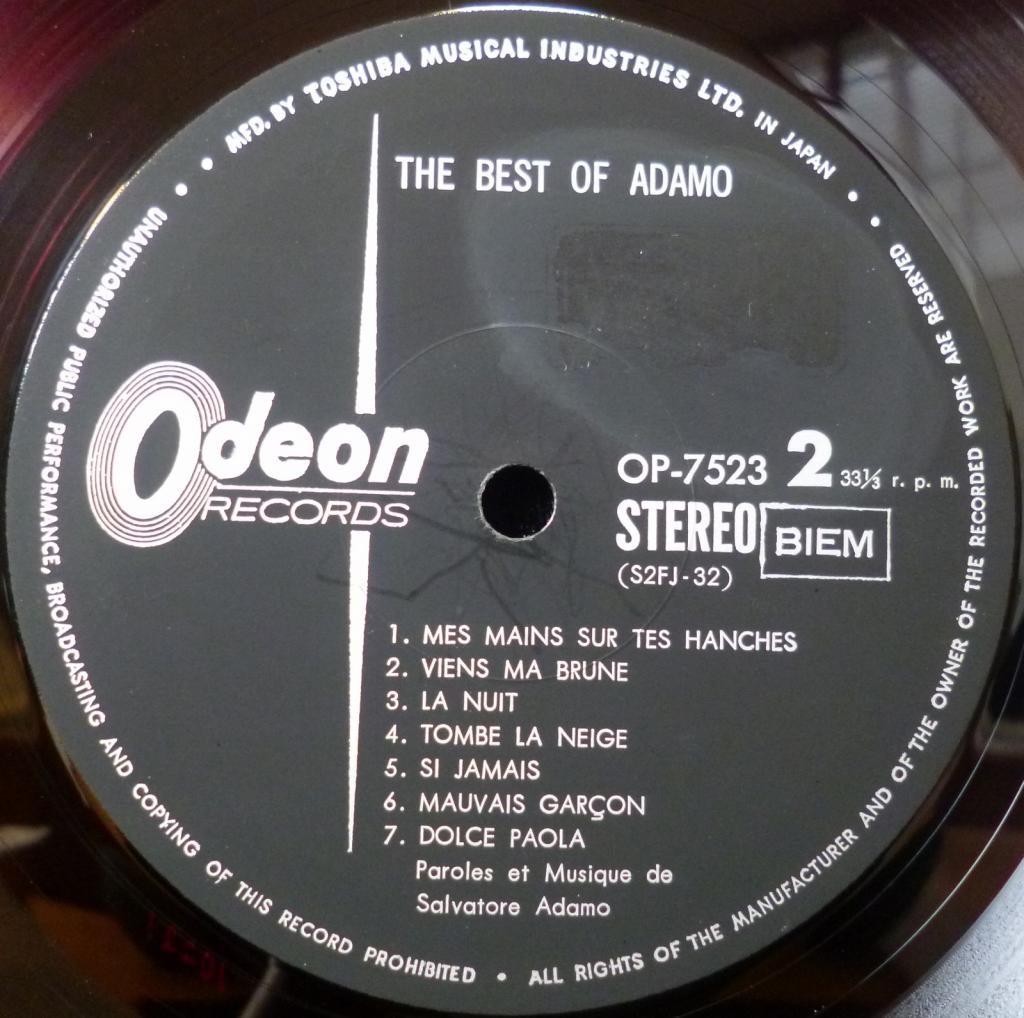 MFD. BY TOSHIBA MUSICAL INDUSTRIES LTD. IN JAPAN
THE BEST OF ADAMO
Odeon
RECORDS
OP-7523 2 33⅓ r. p. m.
STEREO BIEM
(S2FJ-32)
1. MES MAINS SUR TES HANCHES
2. VIENS MA BRUNE
3. LA NUIT
4. TOMBE LA NEIGE
5. SI JAMAIS
6. MAUVAIS GARÇON
7. DOLCE PAOLA
Paroles et Musique de
Salvatore Adamo
UNAUTHORIZED PUBLIC PERFORMANCE, BROADCASTING AND COPYING OF THIS RECORD PROHIBITED • ALL RIGHTS OF THE MANUFACTURER AND OF THE OWNER OF THE RECORDED WORK ARE RESERVED